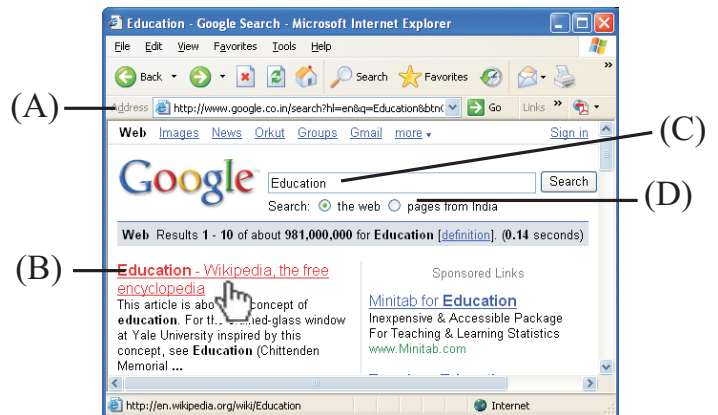 Education - Google Search - Microsoft Internet Explorer
File Edit View Favorites Tools Help
Back Search Favorites »
(A)
Address http://www.google.co.in/search?hl=en&q=Education&btn( Go Links »
Web Images News Orkut Groups Gmail more Sign in
(C)
Google Education Search
Search: the web pages from India
(D)
Web Results 1 - 10 of about 981,000,000 for Education [definition]. (0.14 seconds)
(B)
Education - Wikipedia, the free
encyclopedia
This article is abo concept of
education. For th ned-glass window
at Yale University inspired by this
concept, see Education (Chittenden
Memorial ...
Sponsored Links
Minitab for Education
Inexpensive & Accessible Package
For Teaching & Learning Statistics
www.Minitab.com
http://en.wikipedia.org/wiki/Education Internet